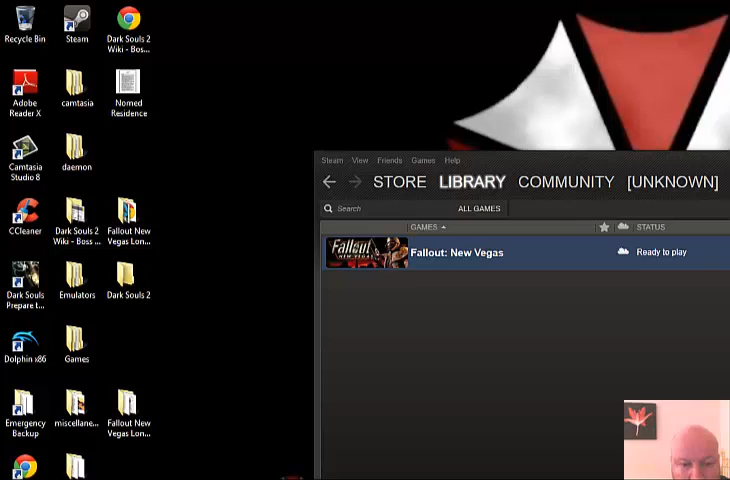 Recycle Bin
Steam
Dark Souls 2
Wiki - Bos...
Adobe
Reader X
camtasia
Nomed
Residence
Camtasia
Studio 8
daemon
CCleaner
Dark Souls 2
Wiki - Boss ...
Fallout New
Vegas Lon...
Dark Souls
Prepare t...
Emulators
Dark Souls 2
Dolphin x86
Games
Emergency
Backup
miscellane...
Fallout New
Vegas Lon...
Steam View Friends Games Help
STORE LIBRARY COMMUNITY [UNKNOWN]
Search ALL GAMES
GAMES STATUS
Fallout
NEW VEGAS
Fallout: New Vegas Ready to play